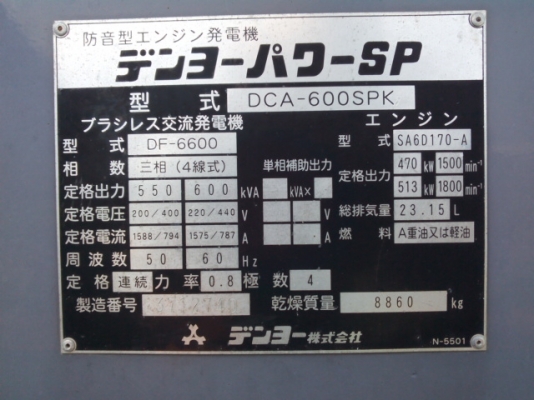 防音型エンジン発電機
デンヨーパワーSP
型式 DCA-600SPK
ブラシレス交流発電機
型式 DF-6600
相数 三相(4線式)
単相補助出力
定格出力 550 600 kVA
kVA×
定格電圧 200/400 220/440 V
V
定格電流 1588/794 1575/787 A
A
周波数 50 60 Hz
定格 連続 力率 0.8 極数 4
エンジン
型式 SA6D170-A
定格出力 470 kW 1500 min⁻¹
513 kW 1800 min⁻¹
総排気量 23.15 L
燃料 A重油又は軽油
製造番号
乾燥質量 8860 kg
デンヨー株式会社
N-5501